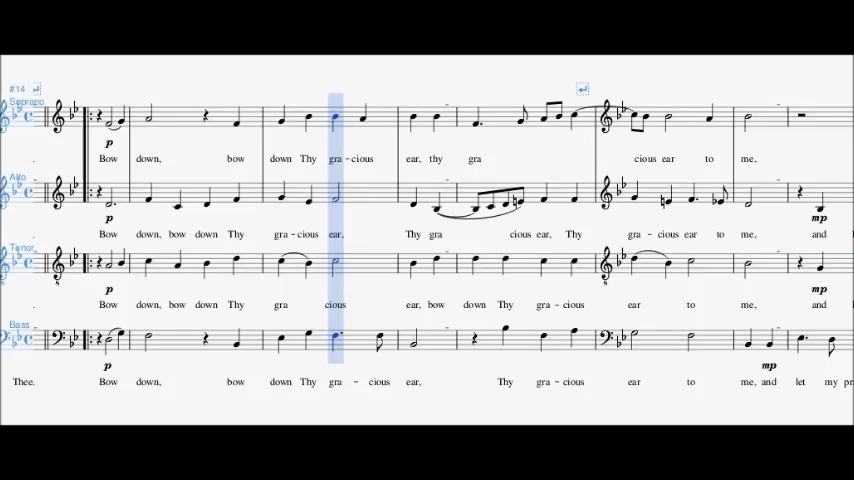 #14
Soprano
p
. Bow down, bow down Thy gra - cious ear, thy gra cious ear to me,
Alto
p mp
. Bow down, bow down Thy gra - cious ear, Thy gra cious ear, Thy gra - cious ear to me, and
Tenor
p mp
. Bow down, bow down Thy gra cious ear, bow down Thy gra - cious ear to me, and
Bass
p mp
Thee. Bow down, bow down Thy gra - cious ear, Thy gra - cious ear to me, and let my